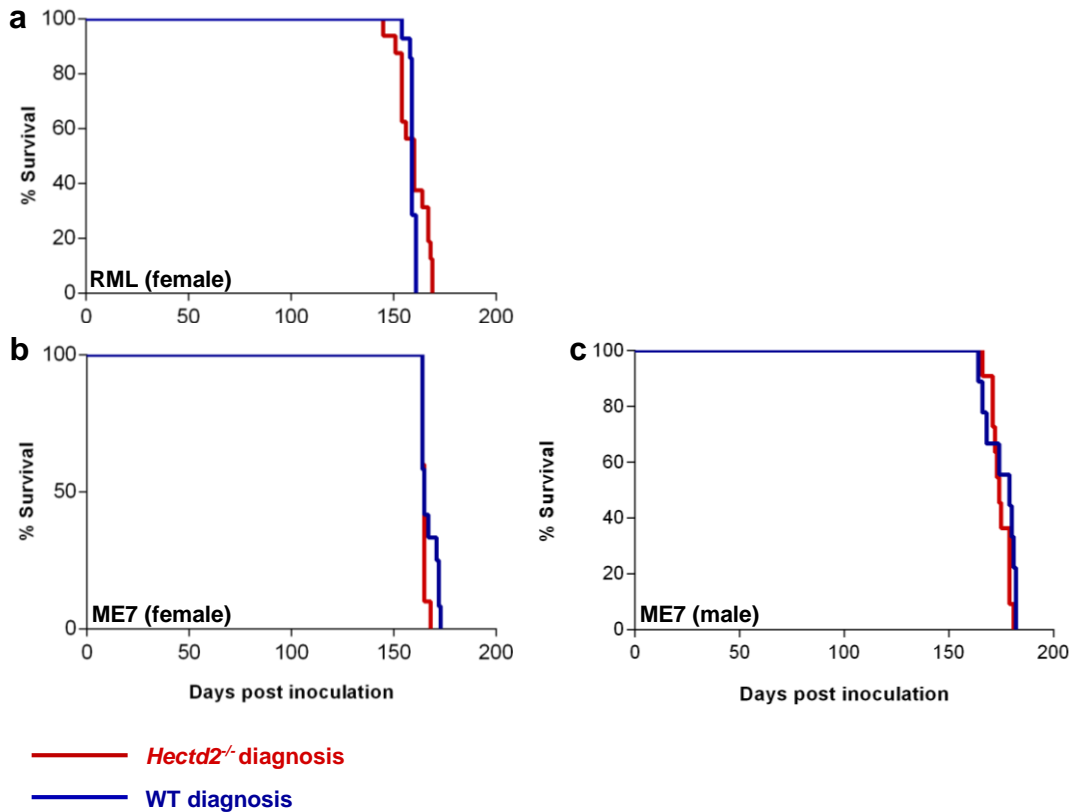 a
100
80
60
40
20
0
% Survival
RML (female)
0 50 100 150 200
b
100
50
0
% Survival
ME7 (female)
0 50 100 150 200
Days post inoculation
c
100
80
60
40
20
0
% Survival
ME7 (male)
0 50 100 150 200
Days post inoculation
Hectd2-/- diagnosis
WT diagnosis